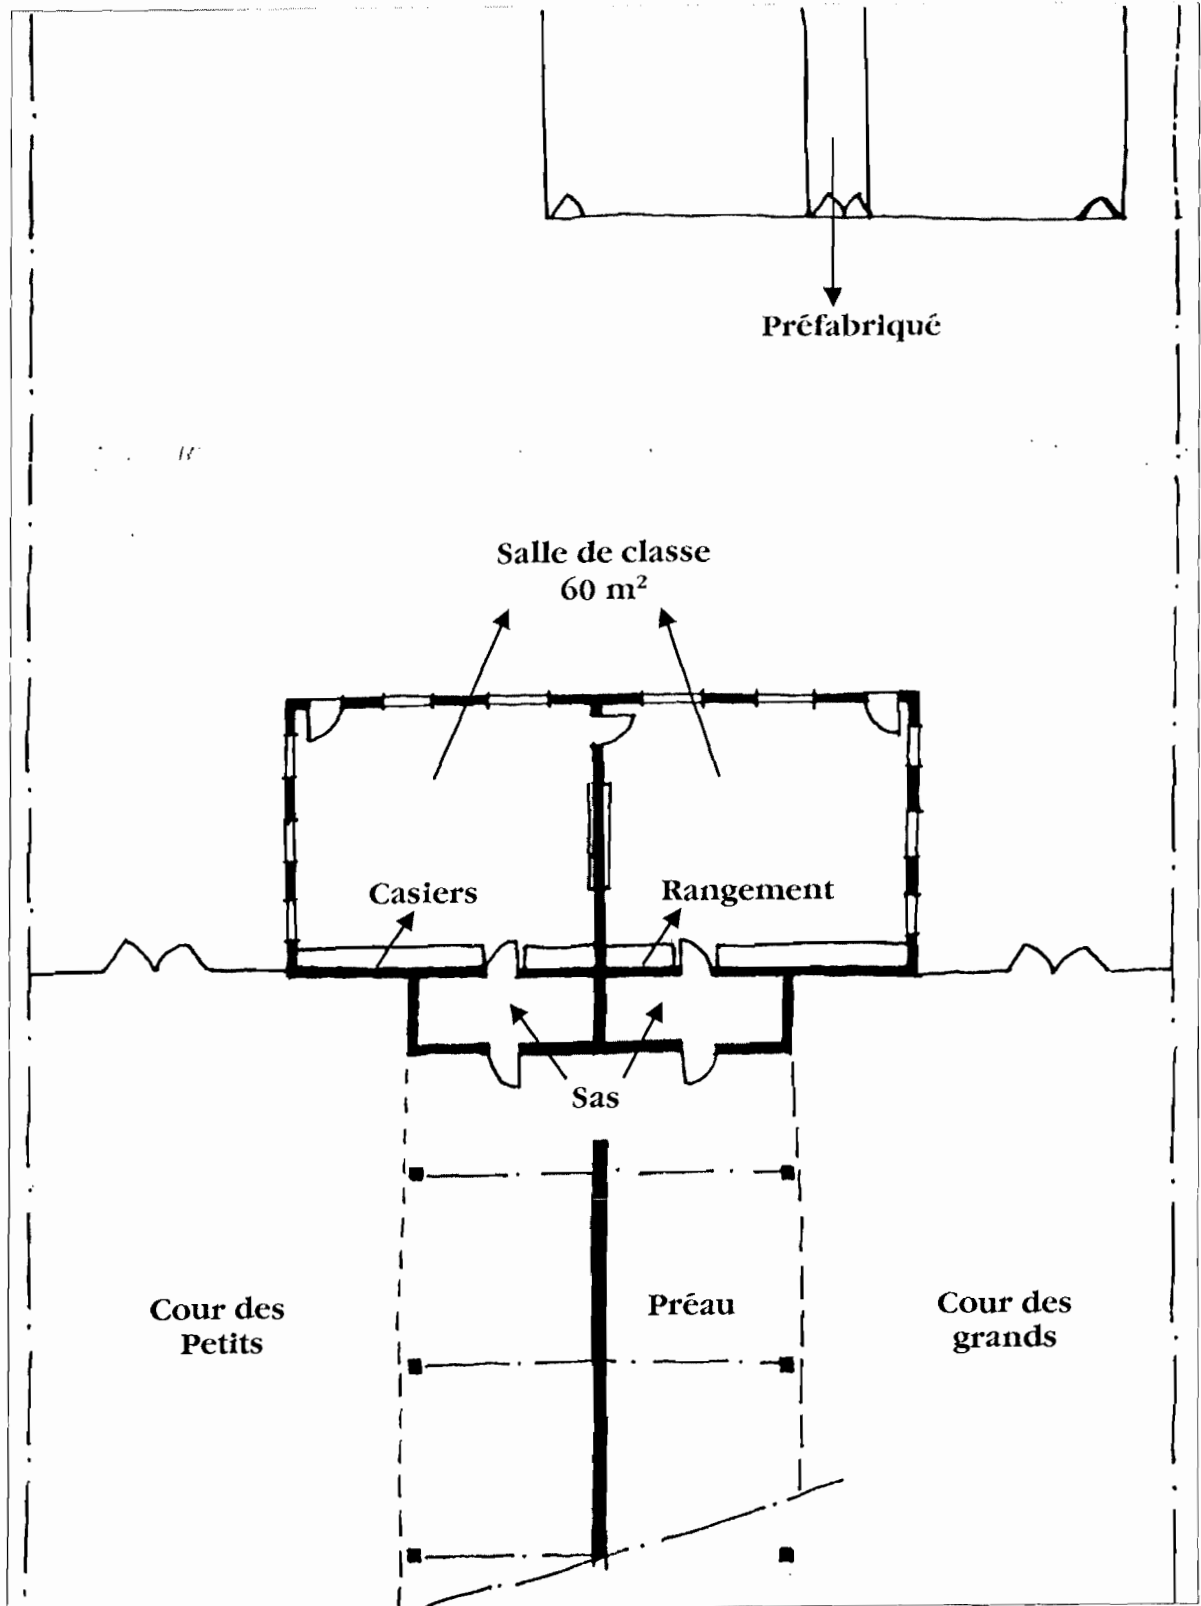 Préfabriqué
Salle de classe
60 m²
Casiers
Rangement
Sas
Cour des
Petits
Préau
Cour des
grands